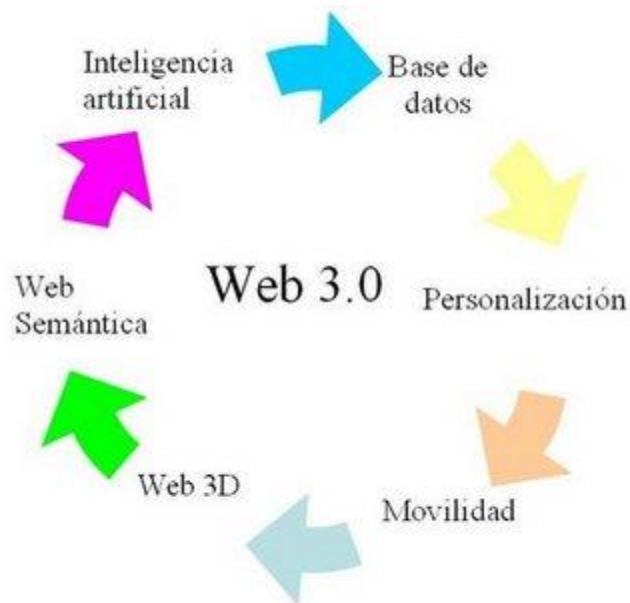 Inteligencia
artificial
Base de
datos
Web 3.0
Personalización
Web
Semántica
Web 3D
Movilidad